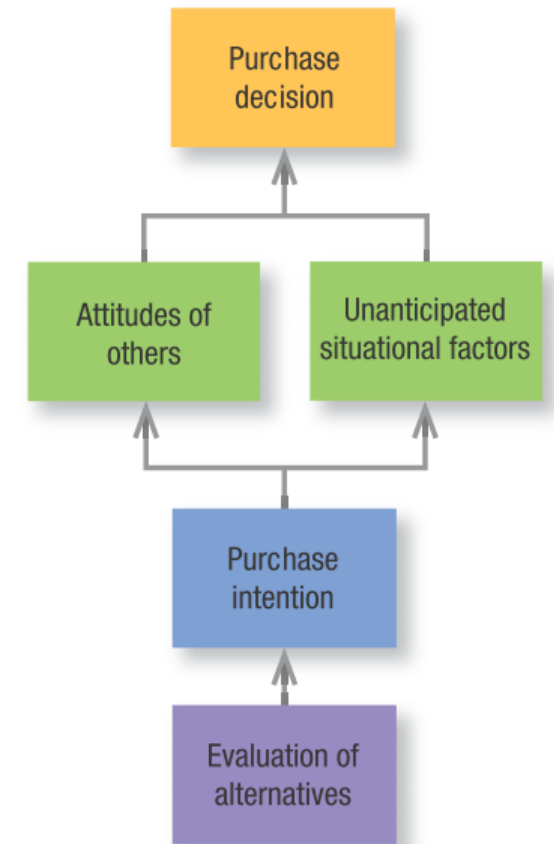 Purchase
decision
Attitudes of
others
Unanticipated
situational factors
Purchase
intention
Evaluation of
alternatives